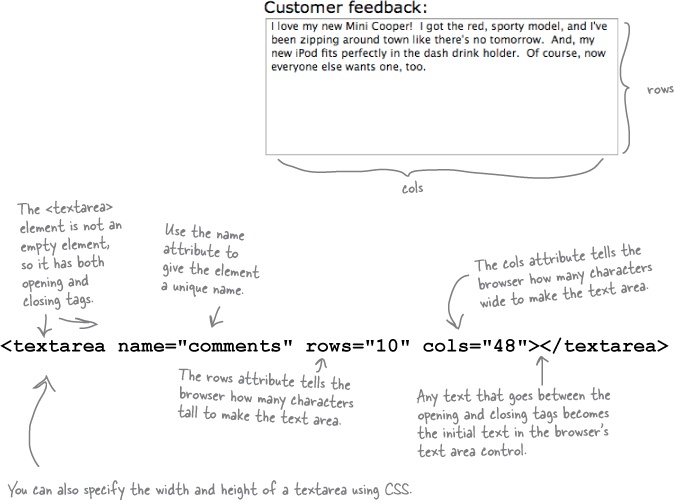 Customer feedback:
I love my new Mini Cooper! I got the red, sporty model, and I've
been zipping around town like there's no tomorrow. And, my
new iPod fits perfectly in the dash drink holder. Of course, now
everyone else wants one, too.
rows
cols
The <textarea>
element is not an
empty element,
so it has both
opening and
closing tags.
Use the name
attribute to
give the element
a unique name.
The cols attribute tells the
browser how many characters
wide to make the text area.
<textarea name="comments" rows="10" cols="48"></textarea>
The rows attribute tells the
browser how many characters
tall to make the text area.
Any text that goes between the
opening and closing tags becomes
the initial text in the browser's
text area control.
You can also specify the width and height of a textarea using CSS.